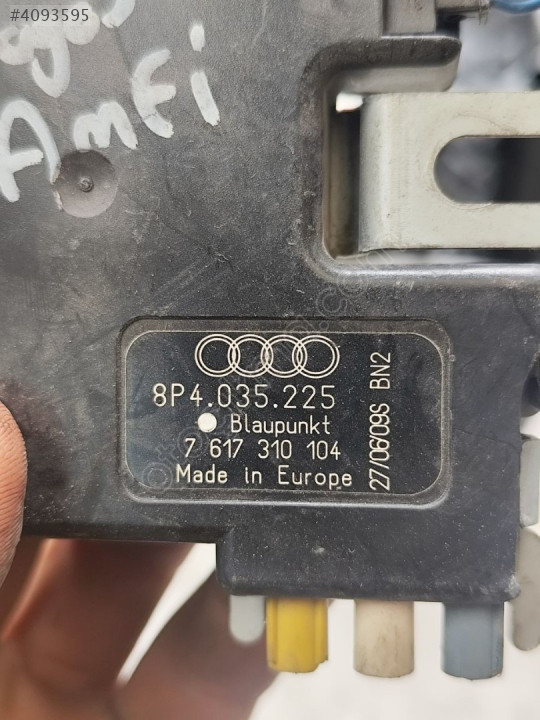 #4093595
Amfi
8P4.035.225
Blaupunkt
7 617 310 104
Made in Europe
27/06/09S BN2